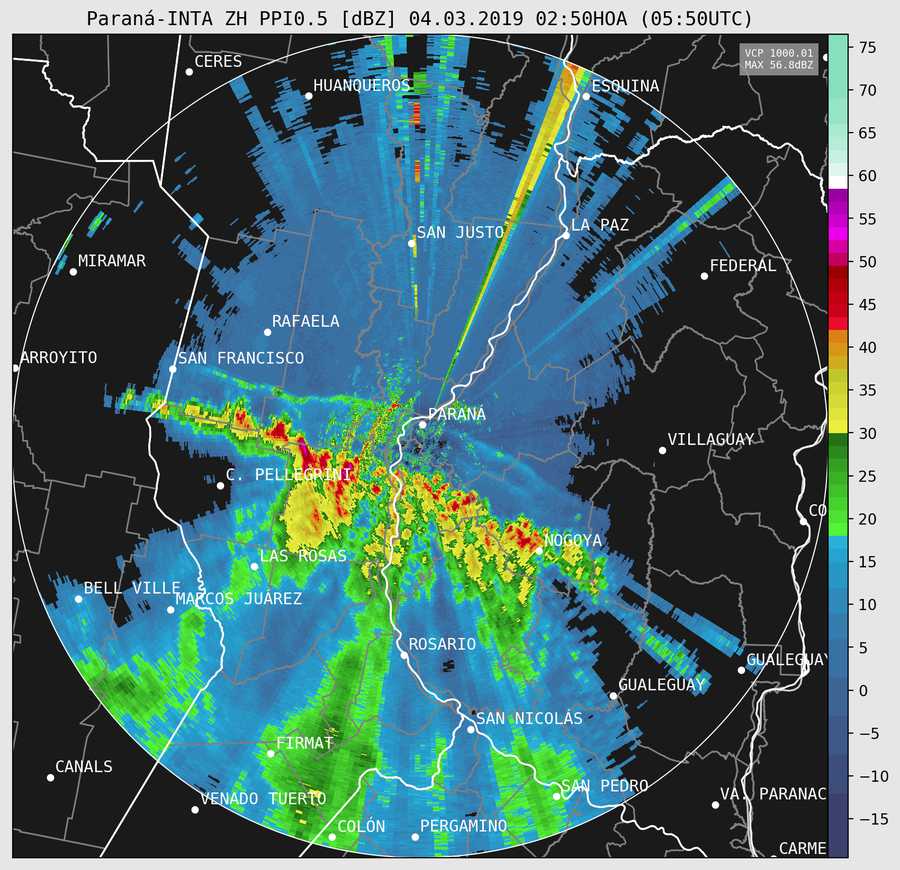 Paraná-INTA ZH PPI0.5 [dBZ] 04.03.2019 02:50HOA (05:50UTC)
VCP 1000.01
MAX 56.8dBZ
CERES
HUANQUEROS
ESQUINA
SAN JUSTO
LA PAZ
MIRAMAR
FEDERAL
RAFAELA
ARROYITO
SAN FRANCISCO
PARANÁ
VILLAGUAY
C. PELLEGRINI
CO
NOGOYA
LAS ROSAS
BELL VILLE
MARCOS JUÁREZ
ROSARIO
GUALEGUAY
GUALEGUAY
SAN NICOLÁS
FIRMAT
CANALS
SAN PEDRO
VENADO TUERTO
VA. PARANAC
COLÓN
PERGAMINO
CARME
75
70
65
60
55
50
45
40
35
30
25
20
15
10
5
0
−5
−10
−15